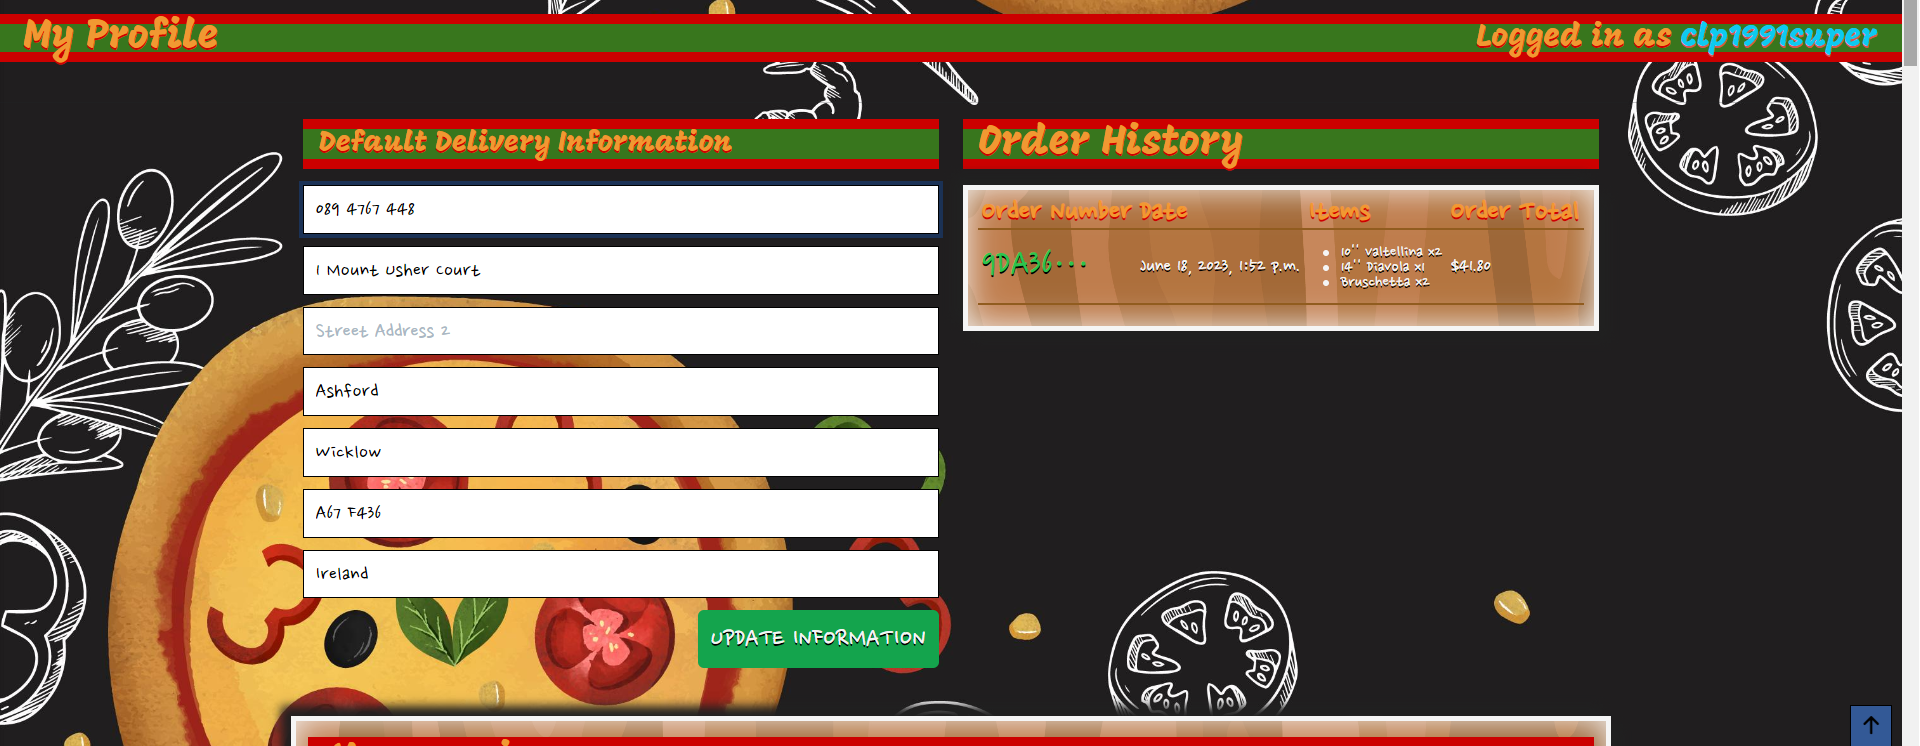 My Profile
Logged in as clp1991super
Default Delivery Information
089 4767 448
1 Mount Usher Court
Street Address 2
Ashford
Wicklow
A67 F436
Ireland
UPDATE INFORMATION
Order History
Order Number Date Items Order Total
9DA36... June 18, 2023, 1:52 p.m. $41.80
10'' Valtellina x2
14'' Diavola x1
Bruschetta x2